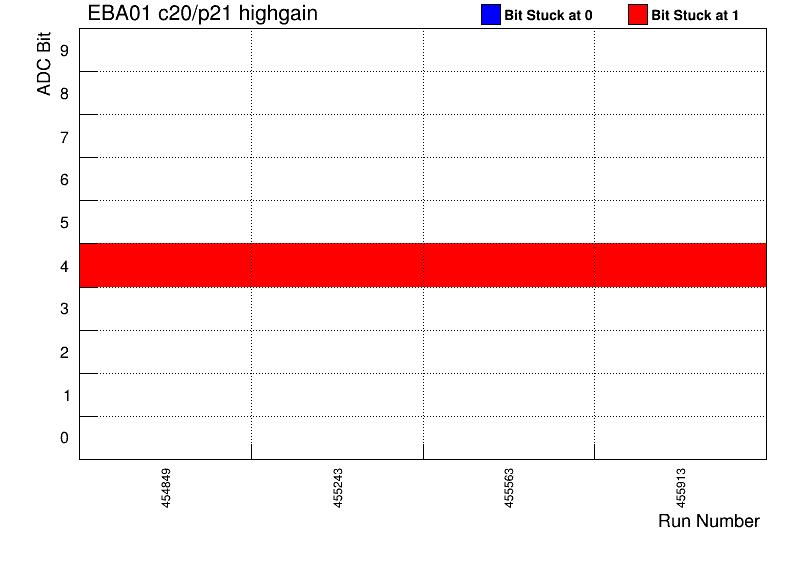 EBA01 c20/p21 highgain
Bit Stuck at 0
Bit Stuck at 1
ADC Bit
9
8
7
6
5
4
3
2
1
0
454849
455243
455563
455913
Run Number